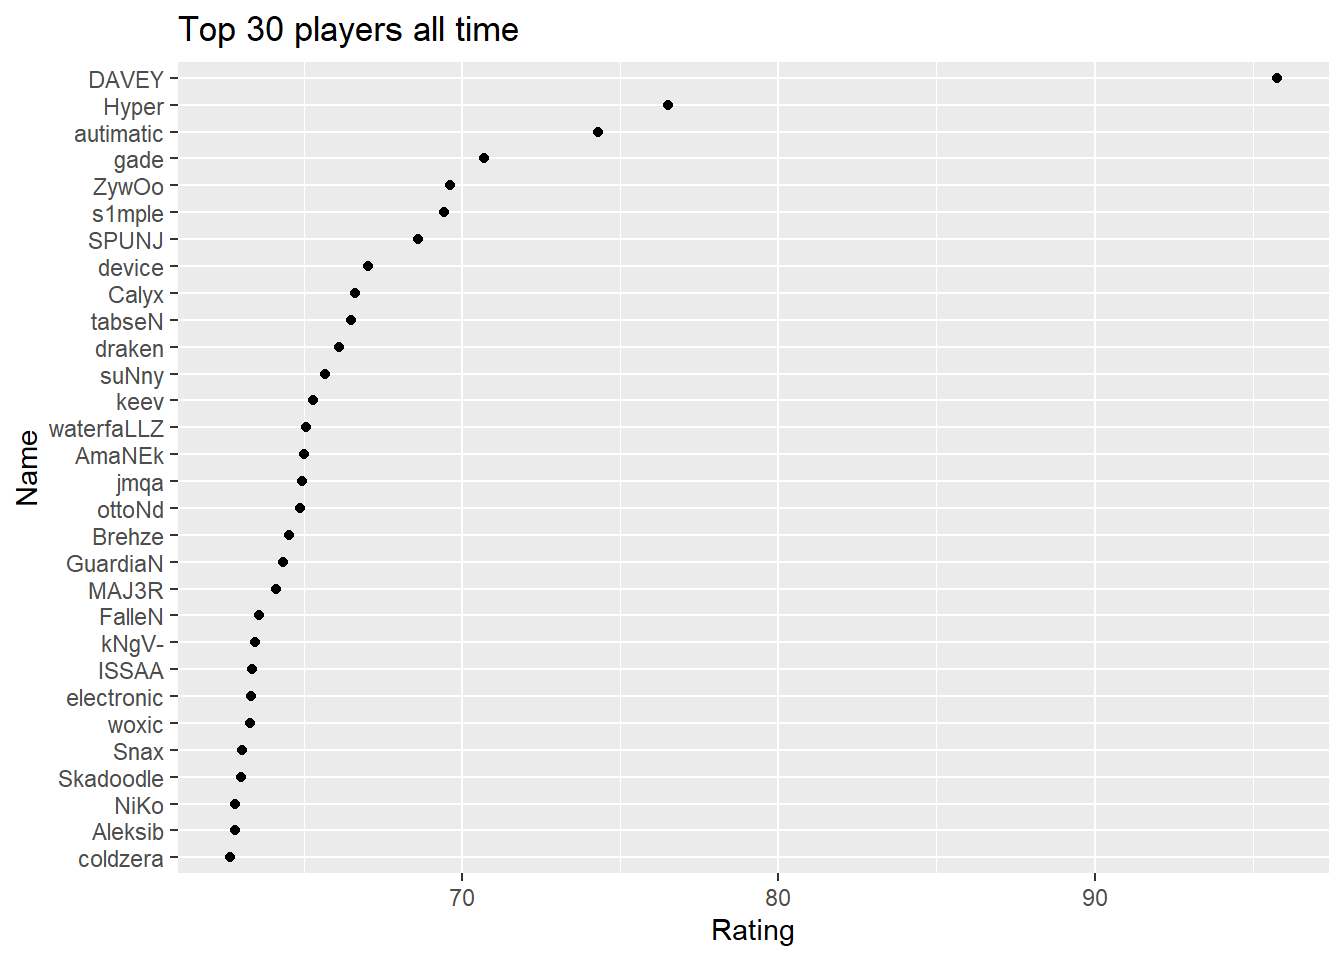 Top 30 players all time
DAVEY
Hyper
autimatic
gade
ZywOo
s1mple
SPUNJ
device
Calyx
tabseN
draken
suNny
keev
waterfaLLZ
AmaNEk
jmqa
ottoNd
Brehze
GuardiaN
MAJ3R
FalleN
kNgV-
ISSAA
electronic
woxic
Snax
Skadoodle
NiKo
Aleksib
coldzera
Name
70 80 90
Rating